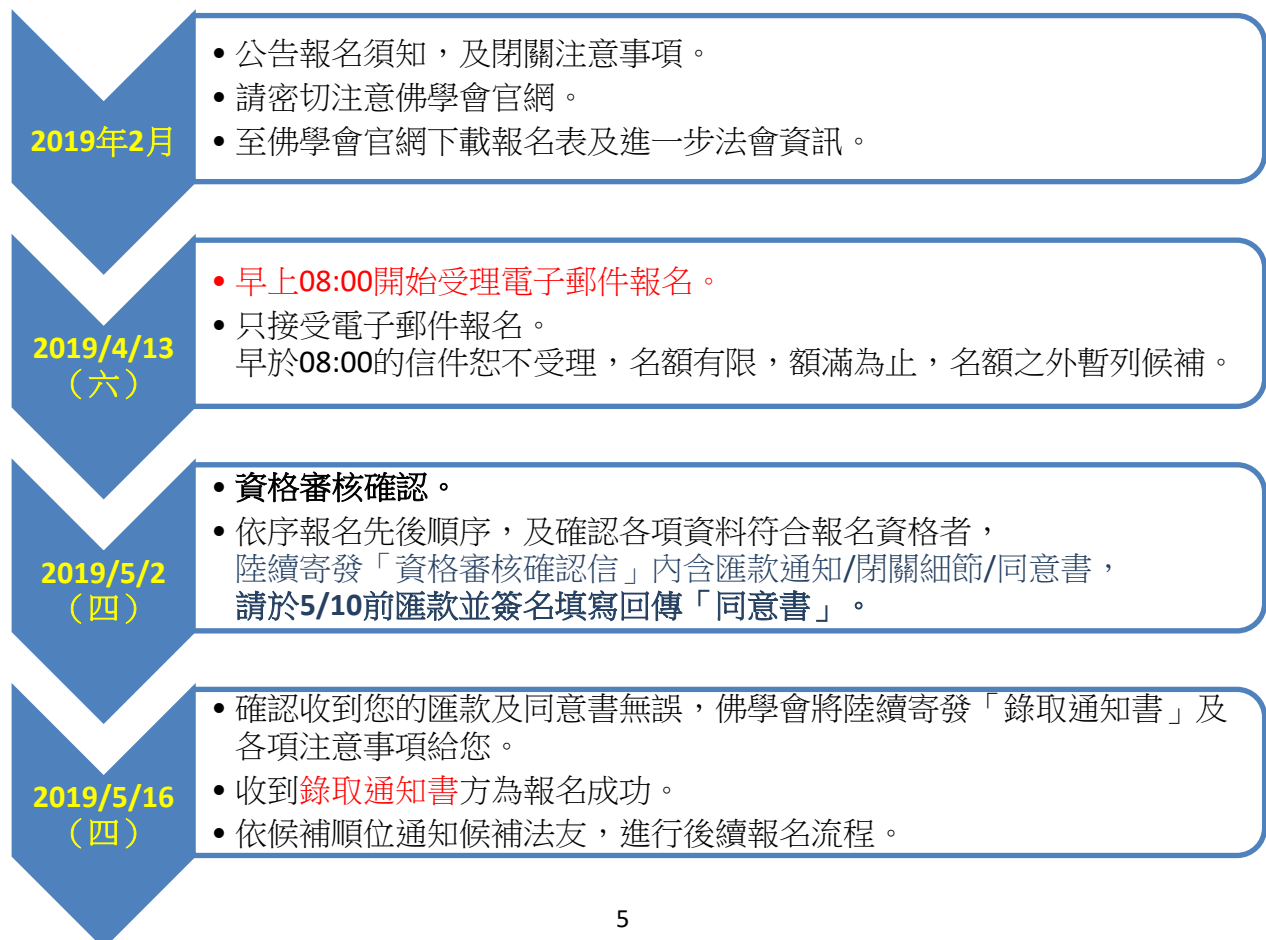 2019年2月
•公告報名須知，及閉關注意事項。
•請密切注意佛學會官網。
•至佛學會官網下載報名表及進一步法會資訊。
2019/4/13
（六）
•早上08:00開始受理電子郵件報名。
•只接受電子郵件報名。
早於08:00的信件恕不受理，名額有限，額滿為止，名額之外暫列候補。
2019/5/2
（四）
•資格審核確認。
•依序報名先後順序，及確認各項資料符合報名資格者，
陸續寄發「資格審核確認信」內含匯款通知/閉關細節/同意書，
請於5/10前匯款並簽名填寫回傳「同意書」。
2019/5/16
（四）
•確認收到您的匯款及同意書無誤，佛學會將陸續寄發「錄取通知書」及
各項注意事項給您。
•收到錄取通知書方為報名成功。
•依候補順位通知候補法友，進行後續報名流程。
5